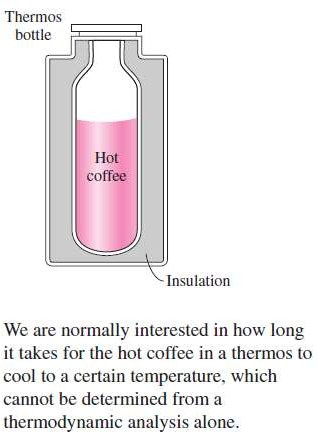 Thermos
bottle
Hot
coffee
Insulation
We are normally interested in how long
it takes for the hot coffee in a thermos to
cool to a certain temperature, which
cannot be determined from a
thermodynamic analysis alone.